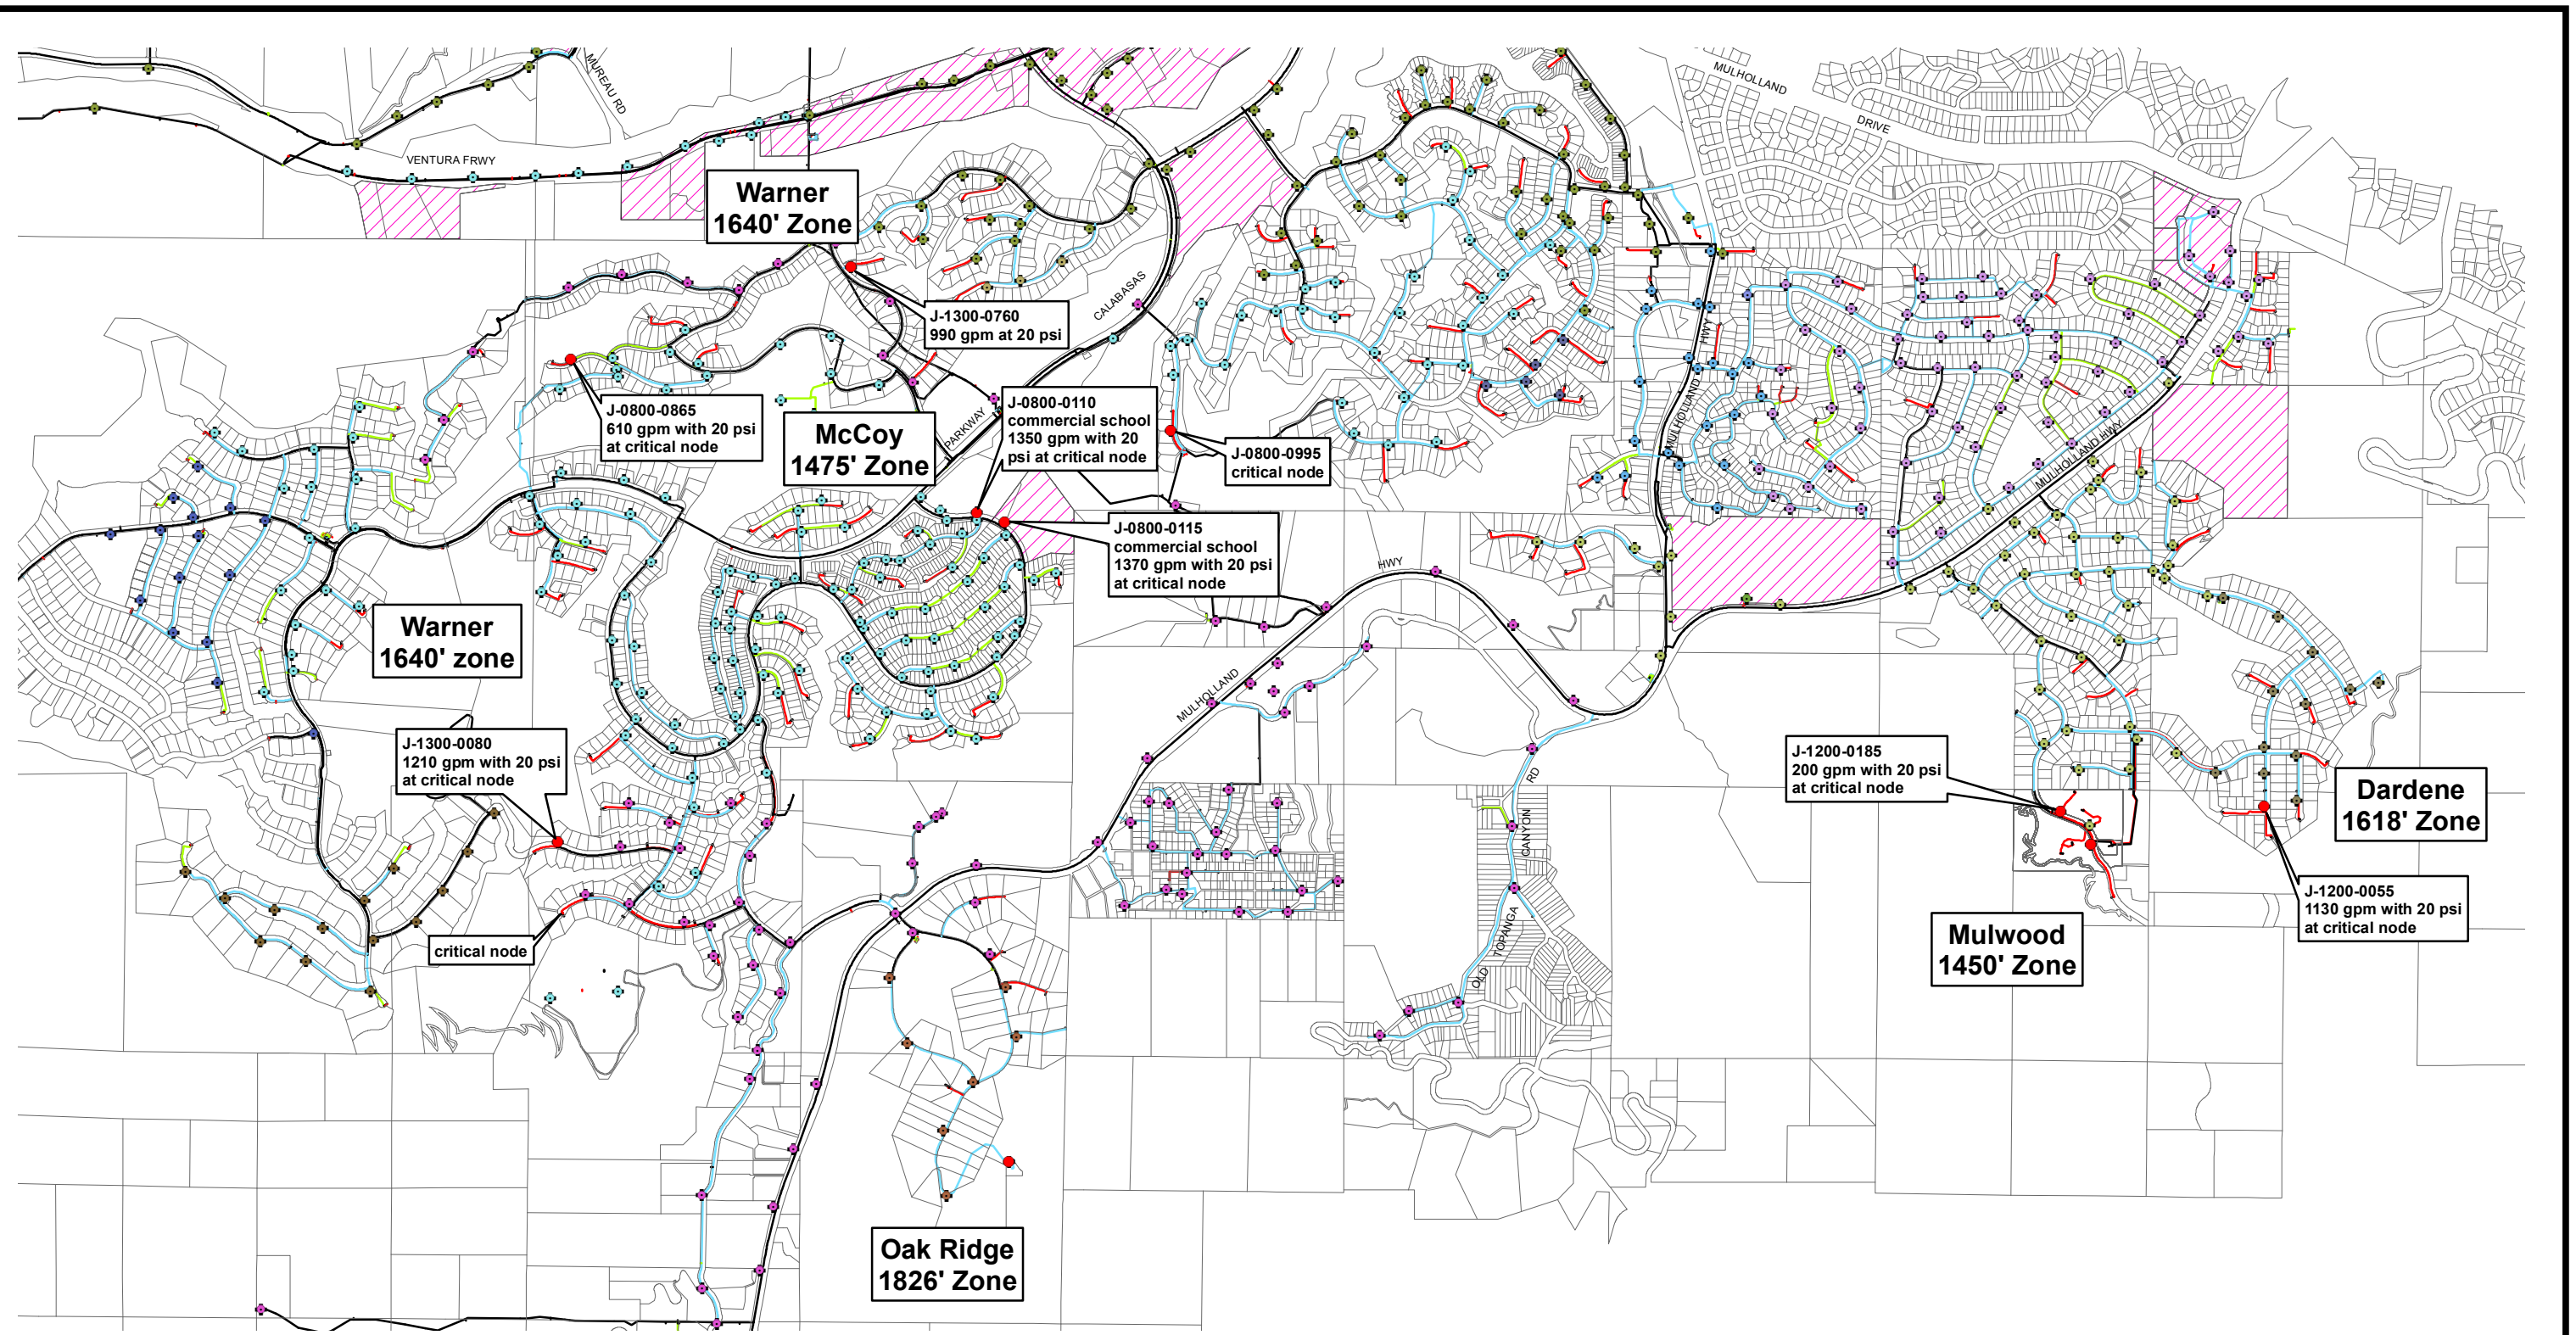 MUREAU RD
MULHOLLAND
DRIVE
VENTURA FRWY
Warner
1640' Zone
CALABASAS
J-1300-0760
990 gpm at 20 psi
HWY
MULHOLLAND
J-0800-0865
610 gpm with 20 psi
at critical node
McCoy
1475' Zone
PARKWAY
J-0800-0110
commercial school
1350 gpm with 20
psi at critical node
J-0800-0995
critical node
MULHOLLAND HWY
J-0800-0115
commercial school
1370 gpm with 20 psi
at critical node
HWY
Warner
1640' zone
MULHOLLAND
J-1300-0080
1210 gpm with 20 psi
at critical node
RD
CANYON
TOPANGA
OLD
J-1200-0185
200 gpm with 20 psi
at critical node
Dardene
1618' Zone
J-1200-0055
1130 gpm with 20 psi
at critical node
critical node
Mulwood
1450' Zone
Oak Ridge
1826' Zone